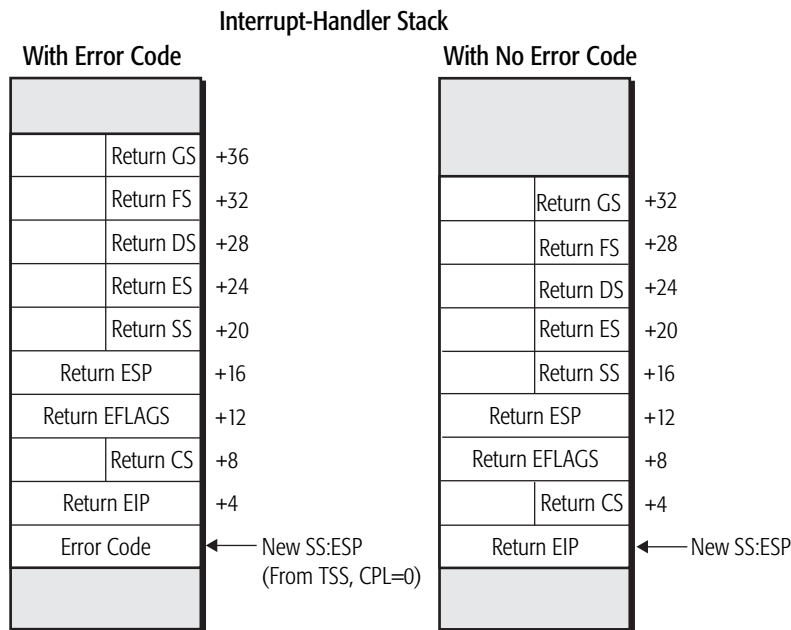 Interrupt-Handler Stack
With Error Code
With No Error Code
Return GS +36
Return FS +32
Return DS +28
Return ES +24
Return SS +20
Return ESP +16
Return EFLAGS +12
Return CS +8
Return EIP +4
Error Code New SS:ESP
(From TSS, CPL=0)
Return GS +32
Return FS +28
Return DS +24
Return ES +20
Return SS +16
Return ESP +12
Return EFLAGS +8
Return CS +4
Return EIP New SS:ESP